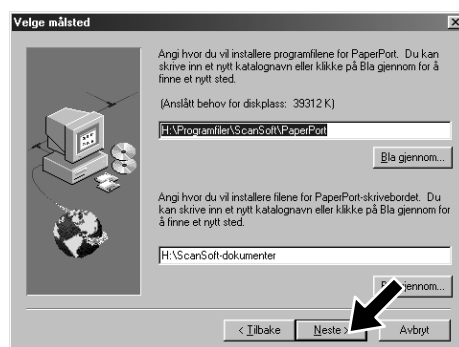 Velge målsted
Angi hvor du vil installere programfilene for PaperPort. Du kan
skrive inn et nytt katalognavn eller klikke på Bla gjennom for å
finne et nytt sted.
(Anslått behov for diskplass: 39312 K)
H:\Programfiler\ScanSoft\PaperPort
Bla gjennom...
Angi hvor du vil installere filene for PaperPort-skrivebordet. Du
kan skrive inn et nytt katalognavn eller klikke på Bla gjennom for
å finne et nytt sted.
H:\ScanSoft-dokumenter
gjennom...
< Tilbake Neste > Avbryt